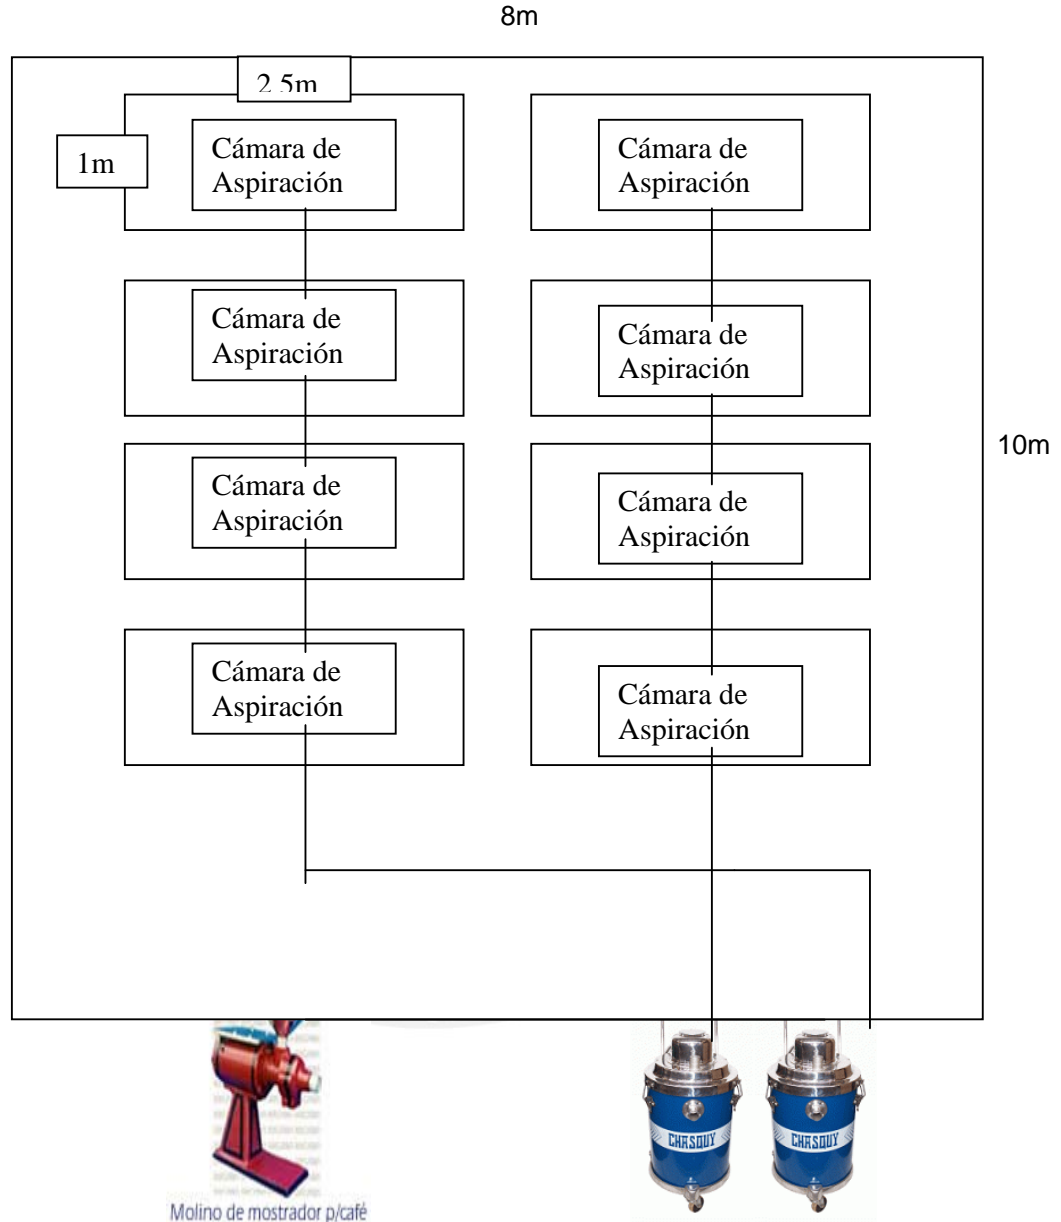 8m
2.5m
1m
Cámara de
Aspiración
Cámara de
Aspiración
Cámara de
Aspiración
Cámara de
Aspiración
10m
Cámara de
Aspiración
Cámara de
Aspiración
Cámara de
Aspiración
Cámara de
Aspiración
CHASQUY
CHASQUY
Molino de mostrador p/café